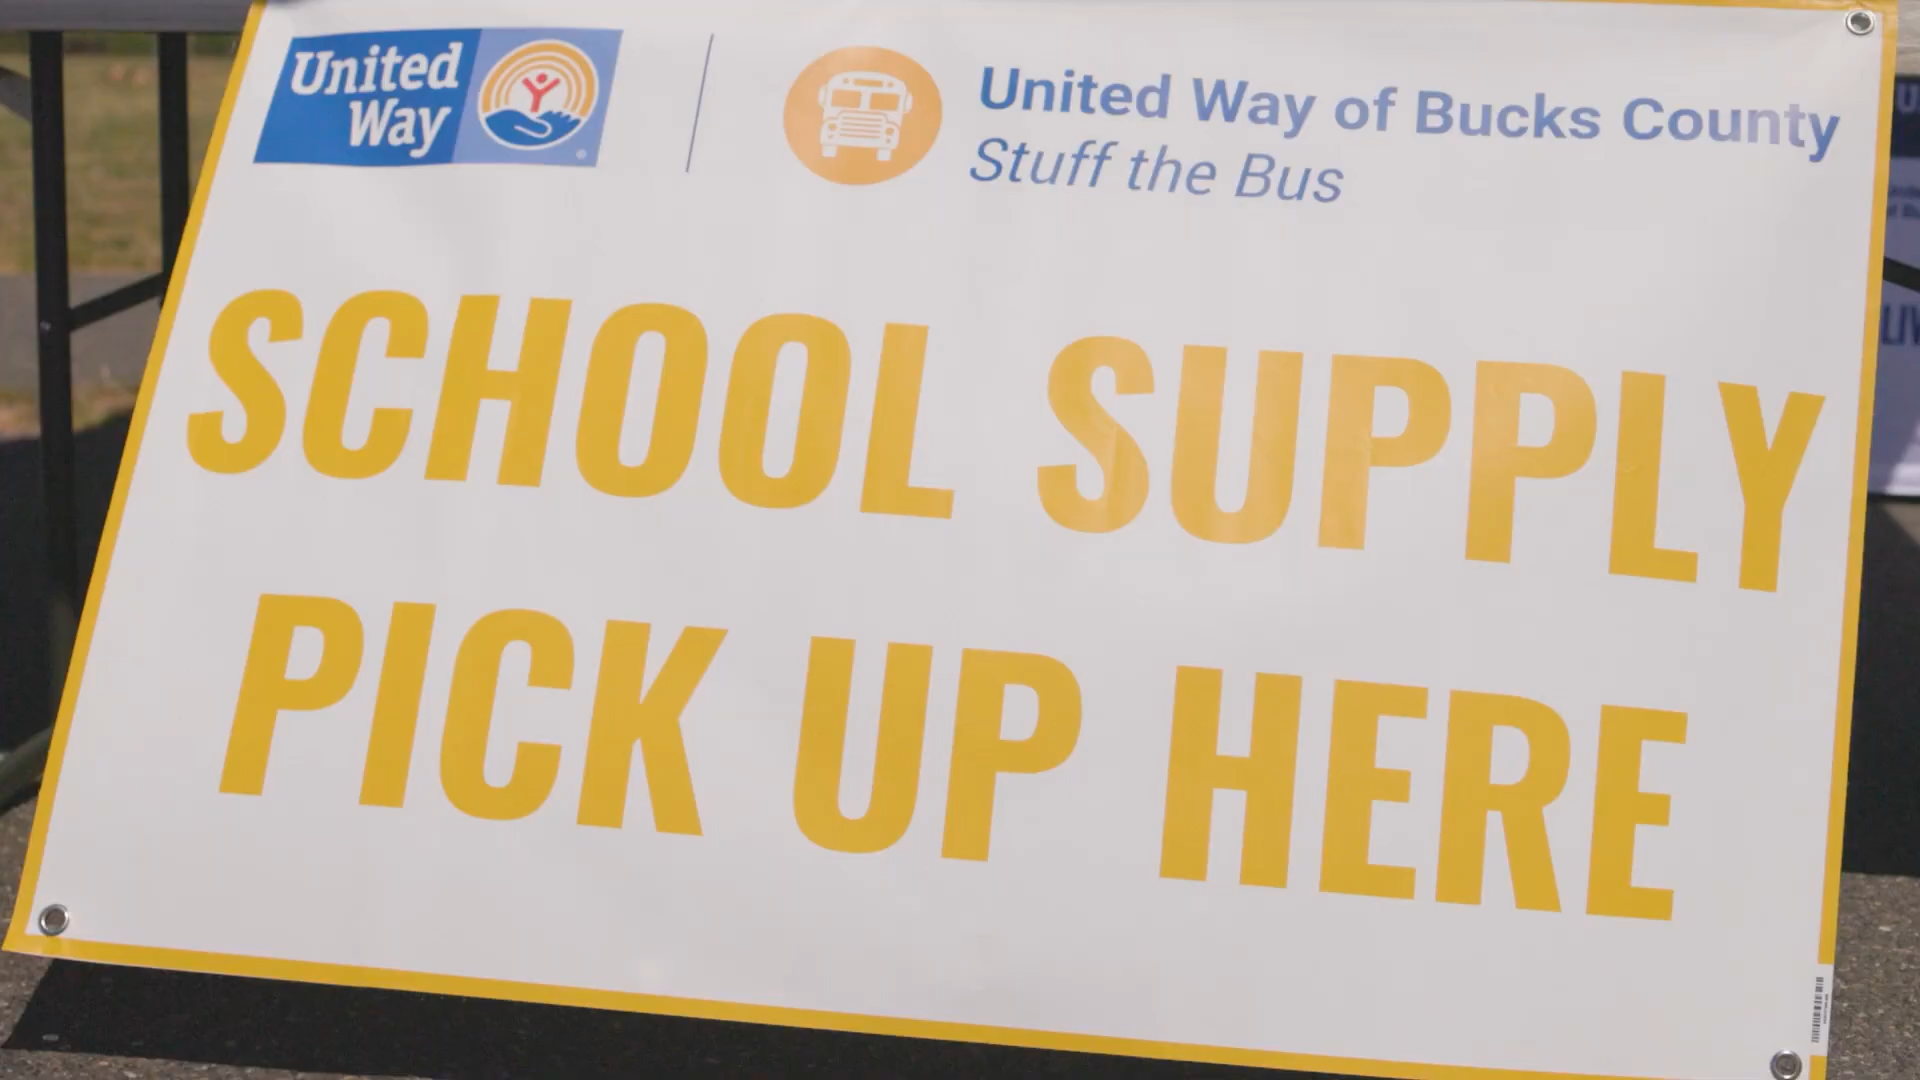 United
Way
United Way of Bucks County
Stuff the Bus
SCHOOL SUPPLY
PICK UP HERE